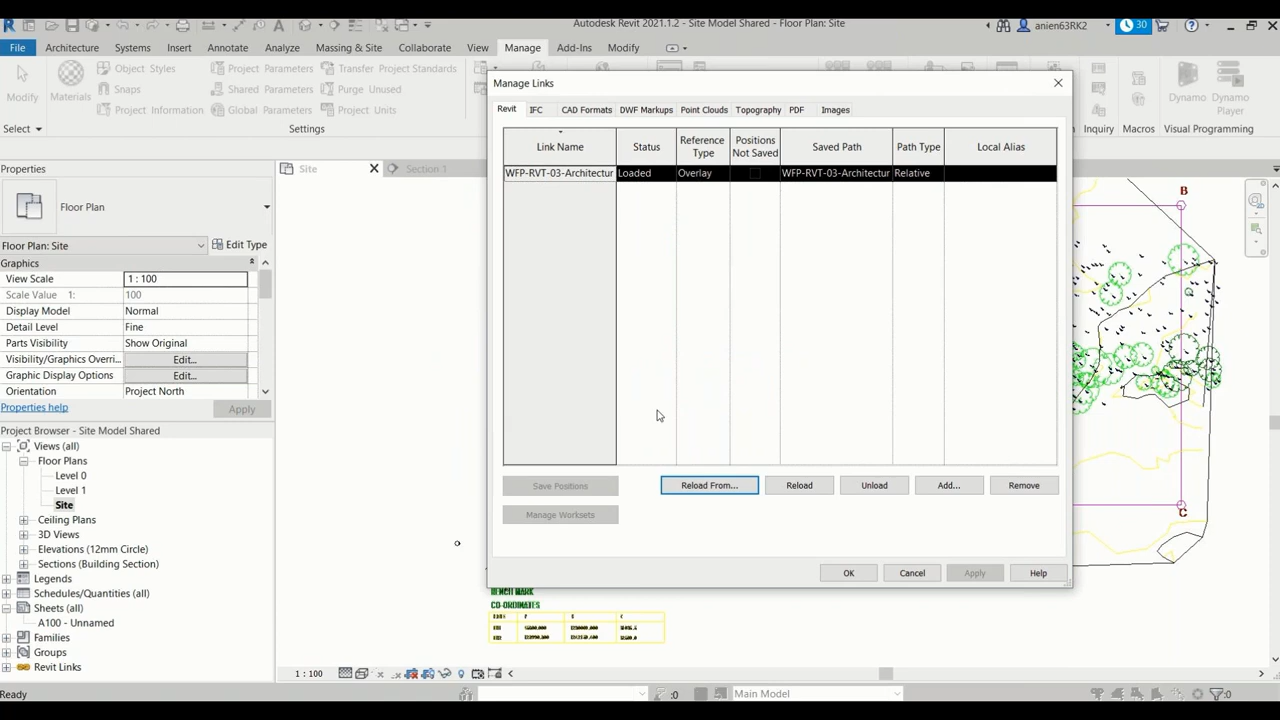 Autodesk Revit 2021.1.2 - Site Model Shared - Floor Plan: Site
anien63RK2
30
File Architecture Systems Insert Annotate Analyze Massing & Site Collaborate View Manage Add-Ins Modify
Modify
Materials
Object Styles
Snaps
Project Information
Project Parameters
Shared Parameters
Global Parameters
Transfer Project Standards
Purge Unused
Project Units
Inquiry
Macros
Dynamo
Dynamo Player
Visual Programming
Select
Settings
Manage Links
Revit IFC CAD Formats DWF Markups Point Clouds Topography PDF Images
Link Name Status Reference Type Positions Not Saved Saved Path Path Type Local Alias
WFP-RVT-03-Architectur Loaded Overlay WFP-RVT-03-Architectur Relative
Save Positions
Manage Worksets
Reload From... Reload Unload Add... Remove
OK Cancel Apply Help
Site
Section 1
Properties
Floor Plan
Floor Plan: Site Edit Type
Graphics
View Scale 1 : 100
Scale Value 1: 100
Display Model Normal
Detail Level Fine
Parts Visibility Show Original
Visibility/Graphics Overri... Edit...
Graphic Display Options Edit...
Orientation Project North
Properties help Apply
Project Browser - Site Model Shared
Views (all)
Floor Plans
Level 0
Level 1
Site
Ceiling Plans
3D Views
Elevations (12mm Circle)
Sections (Building Section)
Legends
Schedules/Quantities (all)
Sheets (all)
A100 - Unnamed
Families
Groups
Revit Links
B
C
BENCH MARK
CO-ORDINATES
1 : 100
Ready
:0
Main Model
:0